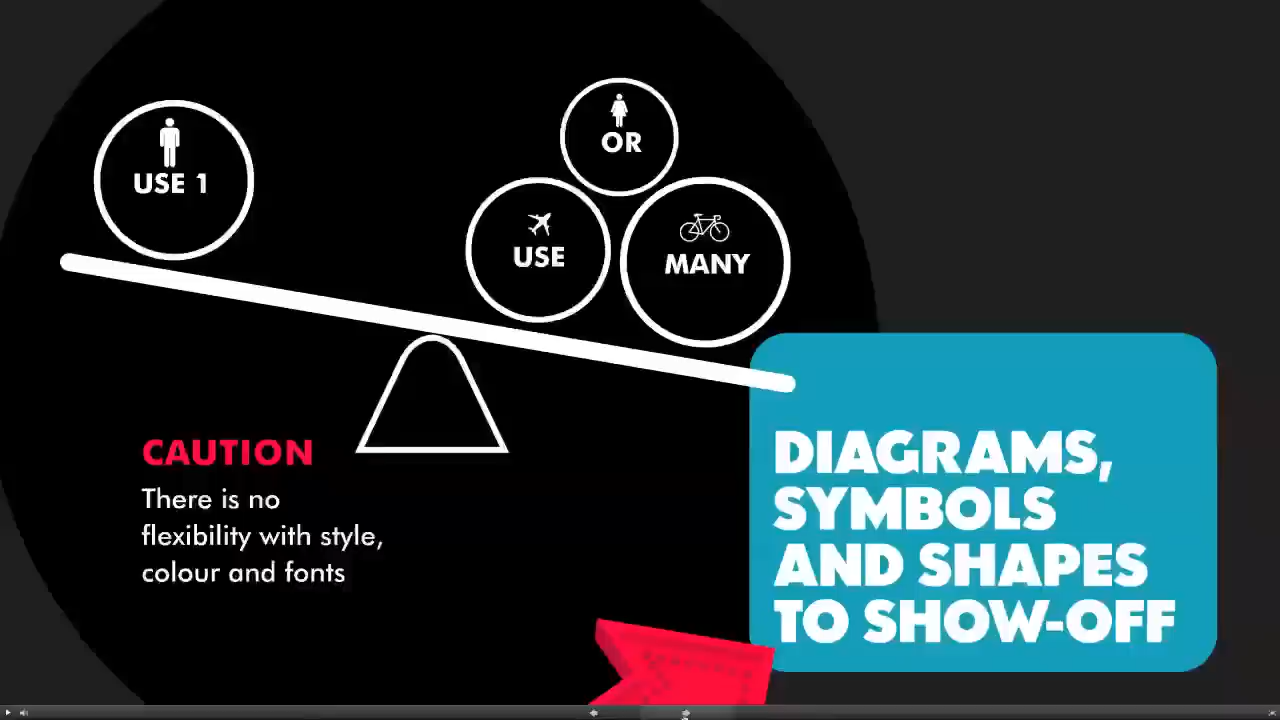 USE 1
OR
USE
MANY
CAUTION
There is no
flexibility with style,
colour and fonts
DIAGRAMS,
SYMBOLS
AND SHAPES
TO SHOW-OFF